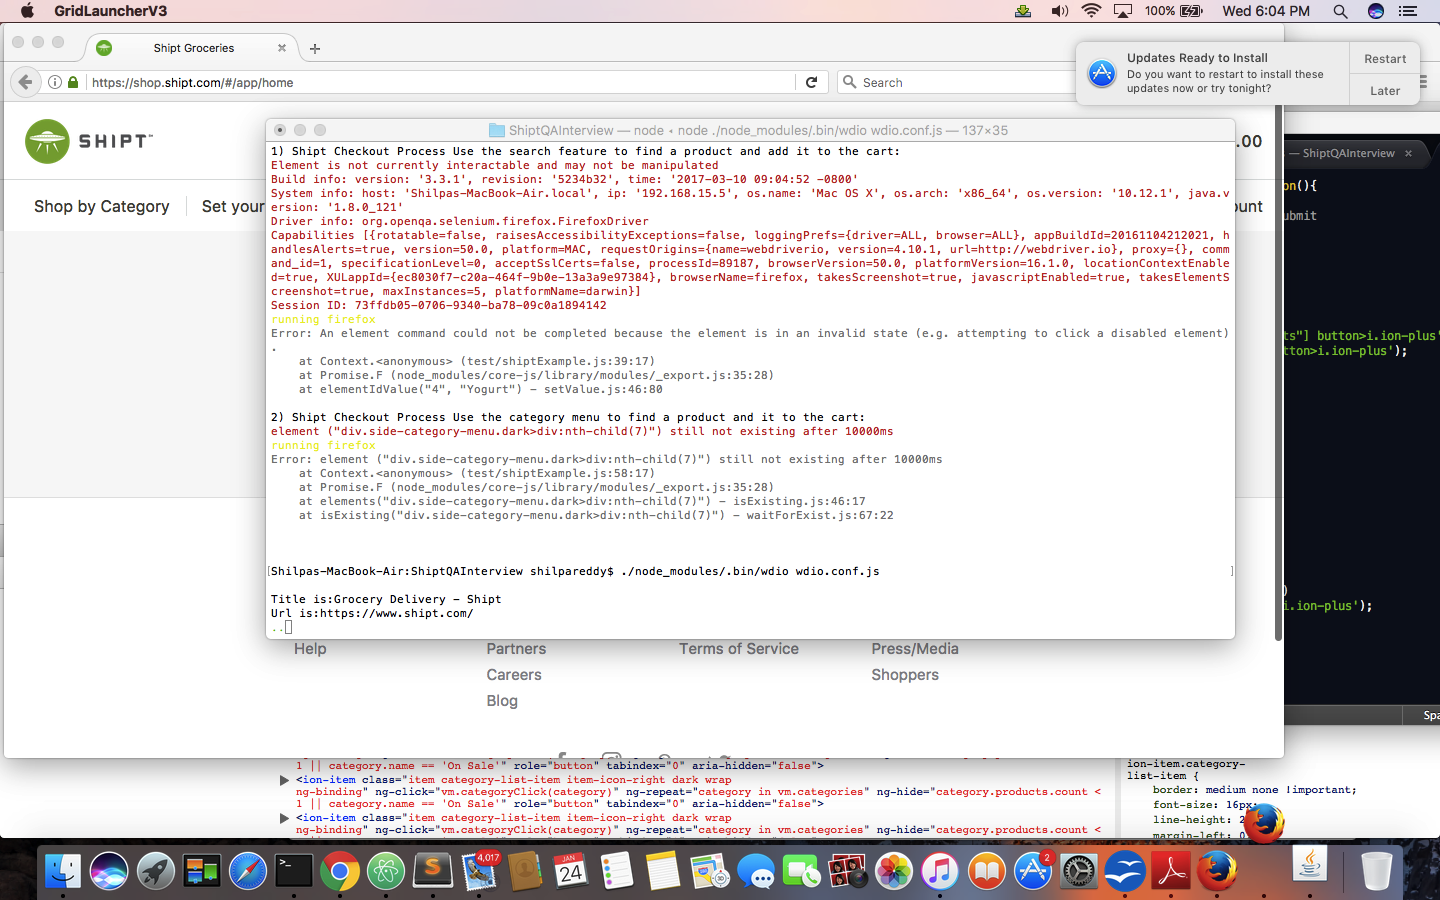 GridLauncherV3
100%
Wed 6:04 PM
Shipt Groceries
https://shop.shipt.com/#/app/home
Search
Updates Ready to Install
Do you want to restart to install these
updates now or try tonight?
Restart
Later
SHIPT
.00
Shop by Category
Set your
ount
ShiptQAInterview — node • node ./node_modules/.bin/wdio wdio.conf.js — 137×35
1) Shipt Checkout Process Use the search feature to find a product and add it to the cart:
Element is not currently interactable and may not be manipulated
Build info: version: '3.3.1', revision: '5234b32', time: '2017-03-10 09:04:52 -0800'
System info: host: 'Shilpas-MacBook-Air.local', ip: '192.168.15.5', os.name: 'Mac OS X', os.arch: 'x86_64', os.version: '10.12.1', java.v
ersion: '1.8.0_121'
Driver info: org.openqa.selenium.firefox.FirefoxDriver
Capabilities [{rotatable=false, raisesAccessibilityExceptions=false, loggingPrefs={driver=ALL, browser=ALL}, appBuildId=20161104212021, h
andlesAlerts=true, version=50.0, platform=MAC, requestOrigins={name=webdriverio, version=4.10.1, url=http://webdriver.io}, proxy={}, comm
and_id=1, specificationLevel=0, acceptSslCerts=false, processId=89187, browserVersion=50.0, platformVersion=16.1.0, locationContextEnable
d=true, XULappId={ec8030f7-c20a-464f-9b0e-13a3a9e97384}, browserName=firefox, takesScreenshot=true, javascriptEnabled=true, takesElementS
creenshot=true, maxInstances=5, platformName=darwin}]
Session ID: 73ffdb05-0706-9340-ba78-09c0a1894142
running firefox
Error: An element command could not be completed because the element is in an invalid state (e.g. attempting to click a disabled element)
.
at Context.<anonymous> (test/shiptExample.js:39:17)
at Promise.F (node_modules/core-js/library/modules/_export.js:35:28)
at elementIdValue("4", "Yogurt") - setValue.js:46:80
2) Shipt Checkout Process Use the category menu to find a product and it to the cart:
element ("div.side-category-menu.dark>div:nth-child(7)") still not existing after 10000ms
running firefox
Error: element ("div.side-category-menu.dark>div:nth-child(7)") still not existing after 10000ms
at Context.<anonymous> (test/shiptExample.js:58:17)
at Promise.F (node_modules/core-js/library/modules/_export.js:35:28)
at elements("div.side-category-menu.dark>div:nth-child(7)") - isExisting.js:46:17
at isExisting("div.side-category-menu.dark>div:nth-child(7)") - waitForExist.js:67:22
[Shilpas-MacBook-Air:ShiptQAInterview shilpareddy$ ./node_modules/.bin/wdio wdio.conf.js ]
Title is:Grocery Delivery - Shipt
Url is:https://www.shipt.com/
..
— ShiptQAInterview
on(){
ubmit
ts"] button>i.ion-plus'
tton>i.ion-plus');
)
i.ion-plus');
Spa
Help
Partners
Terms of Service
Press/Media
Careers
Shoppers
Blog
1 || category.name == 'On Sale'" role="button" tabindex="0" aria-hidden="false">
<ion-item class="item category-list-item item-icon-right dark wrap
ng-binding" ng-click="vm.categoryClick(category)" ng-repeat="category in vm.categories" ng-hide="category.products.count <
1 || category.name == 'On Sale'" role="button" tabindex="0" aria-hidden="false">
<ion-item class="item category-list-item item-icon-right dark wrap
ng-binding" ng-click="vm.categoryClick(category)" ng-repeat="category in vm.categories" ng-hide="category.products.count <
ion-item.category-
list-item {
border: medium none !important;
font-size: 16px;
line-height: 2
margin-left: 0
4,017
JAN
24
2